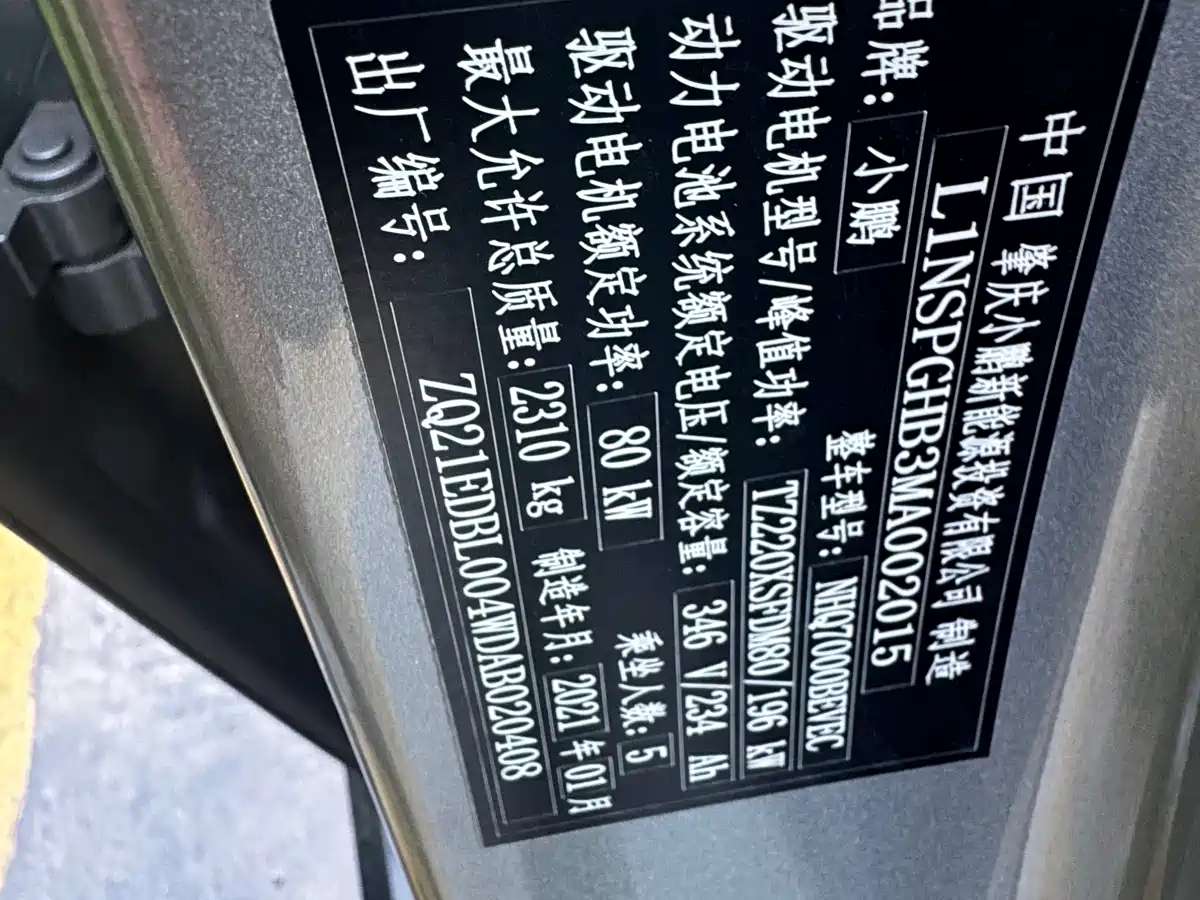 中国 肇庆小鹏新能源投资有限公司 制造
L1NSPGHB3MA002015
品牌: 小鹏 整车型号: NHQ7000BEVEC
驱动电机型号/峰值功率: TZ220XSFDM80/196 kW
动力电池系统额定电压/额定容量: 346 V/234 Ah
驱动电机额定功率: 80 kW 乘坐人数: 5
最大允许总质量: 2310 kg 制造年月: 2021 年 01 月
出厂编号: ZQ21EDBL004WDAB020408